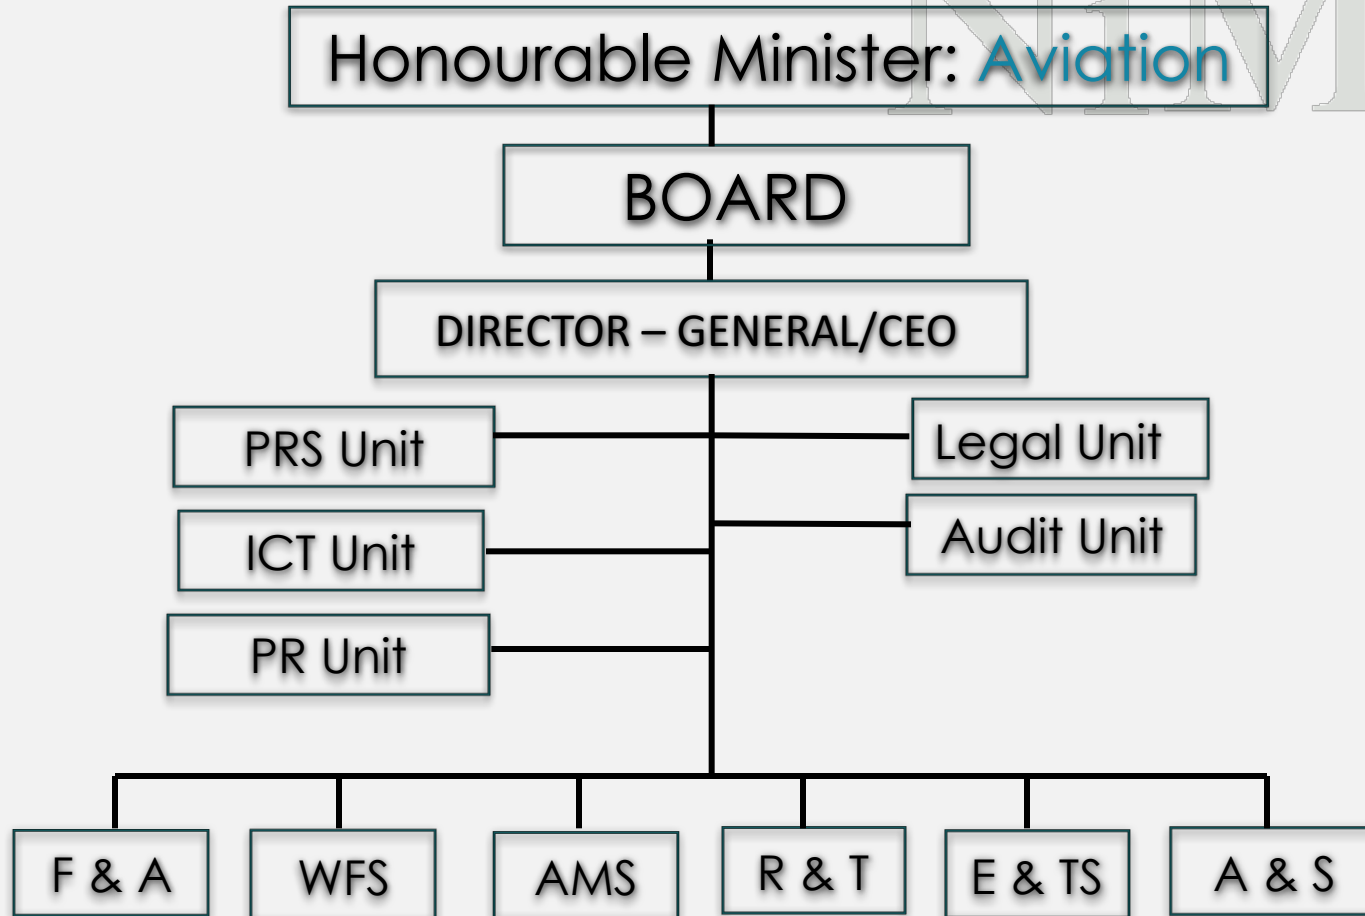 Honourable Minister: Aviation
BOARD
DIRECTOR – GENERAL/CEO
PRS Unit
Legal Unit
ICT Unit
Audit Unit
PR Unit
F & A
WFS
AMS
R & T
E & TS
A & S